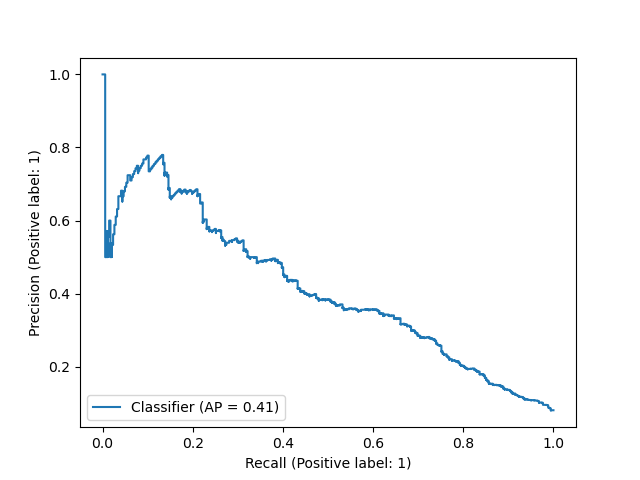 1.0
0.8
0.6
0.4
0.2
Precision (Positive label: 1)
Classifier (AP = 0.41)
0.0 0.2 0.4 0.6 0.8 1.0
Recall (Positive label: 1)